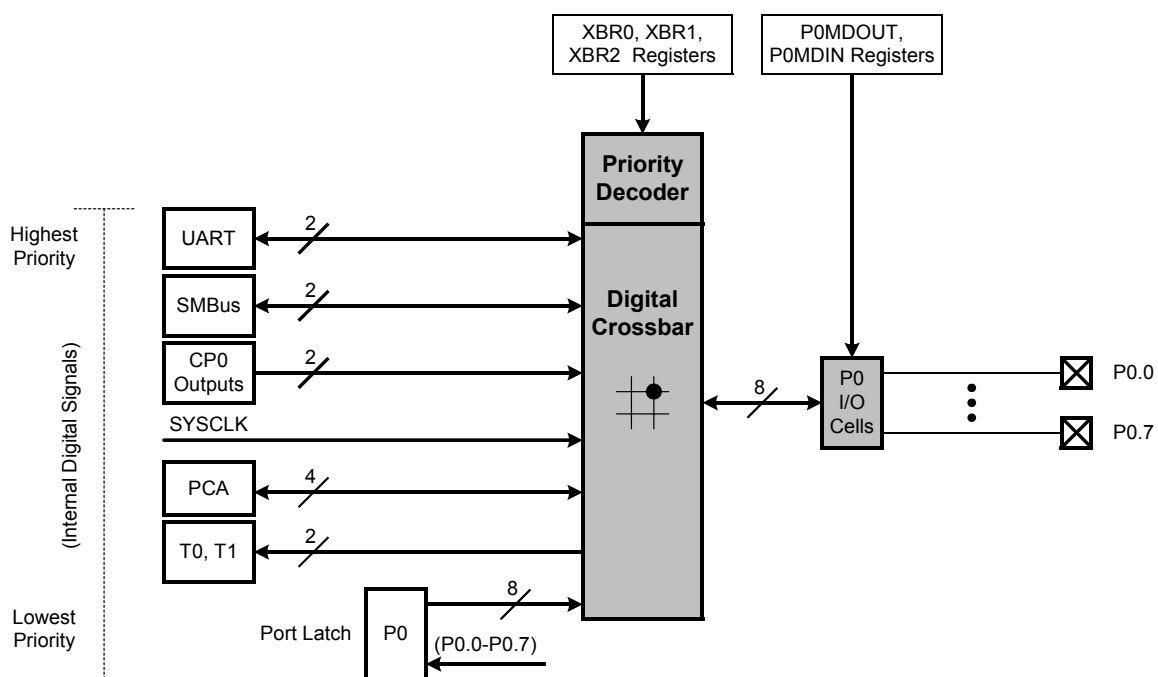 XBR0, XBR1,
XBR2 Registers
P0MDOUT,
P0MDIN Registers
Priority
Decoder
Highest
Priority
UART
2
SMBus
2
Digital
Crossbar
CP0
Outputs
2
SYSCLK
(Internal Digital Signals)
PCA
4
T0, T1
2
8
P0
I/O
Cells
P0.0
P0.7
Lowest
Priority
Port Latch
P0
8
(P0.0-P0.7)